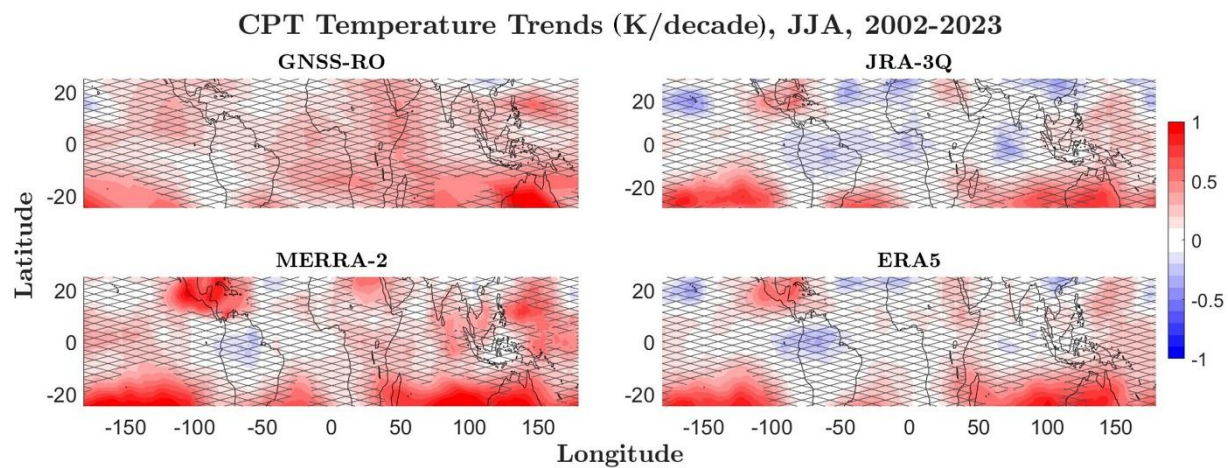 CPT Temperature Trends (K/decade), JJA, 2002-2023
GNSS-RO
JRA-3Q
20
0
-20
20
0
-20
1
0.5
0
-0.5
-1
Latitude
MERRA-2
ERA5
20
0
-20
20
0
-20
-150 -100 -50 0 50 100 150
-150 -100 -50 0 50 100 150
Longitude